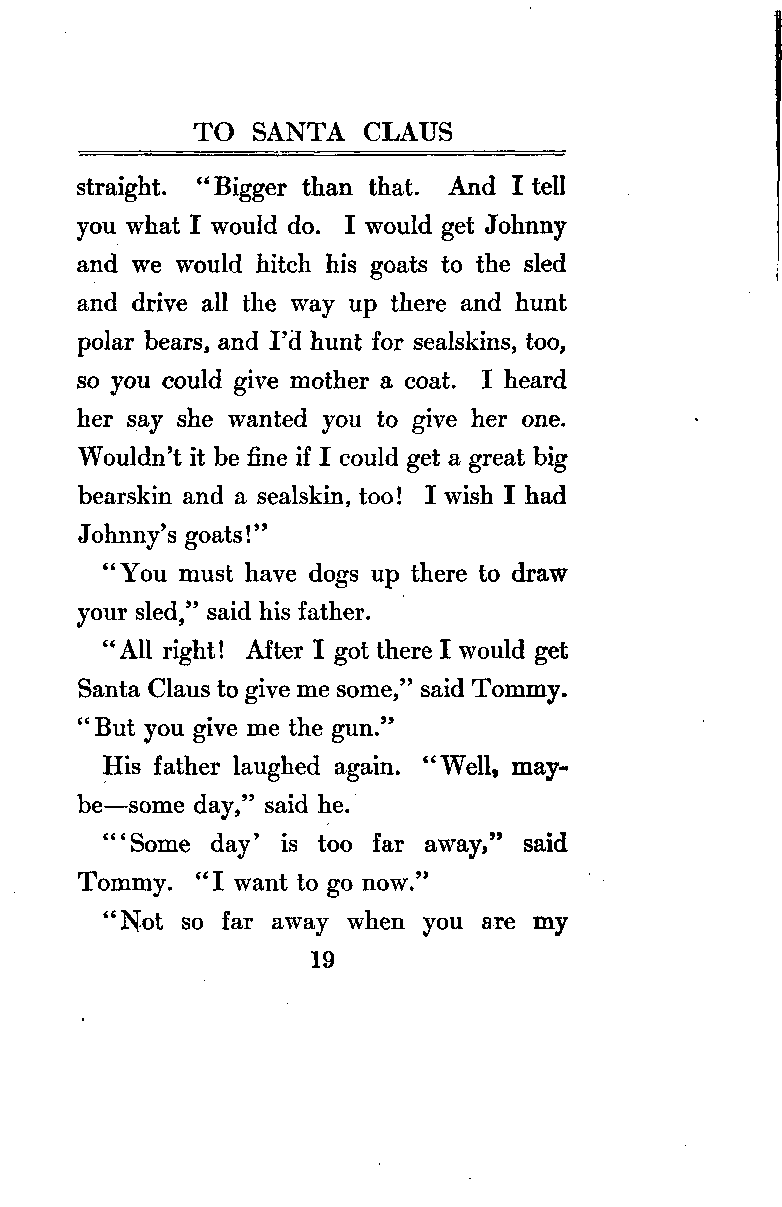 TO SANTA CLAUS
straight. "Bigger than that. And I tell
you what I would do. I would get Johnny
and we would hitch his goats to the sled
and drive all the way up there and hunt
polar bears, and I'd hunt for sealskins, too,
so you could give mother a coat. I heard
her say she wanted you to give her one.
Wouldn't it be fine if I could get a great big
bearskin and a sealskin, too! I wish I had
Johnny's goats!"
"You must have dogs up there to draw
your sled," said his father.
"All right! After I got there I would get
Santa Claus to give me some," said Tommy.
"But you give me the gun."
His father laughed again. "Well, may-
be—some day," said he.
"'Some day' is too far away," said
Tommy. "I want to go now."
"Not so far away when you are my
19